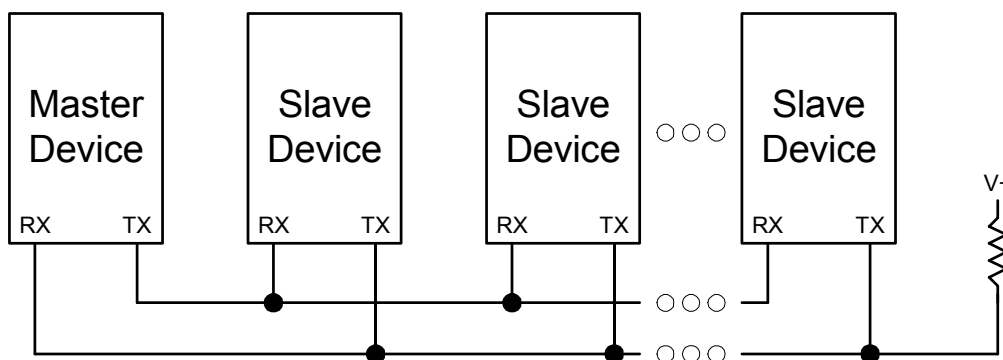 Master
Device
Slave
Device
Slave
Device
Slave
Device
RX TX
RX TX
RX TX
RX TX
V+